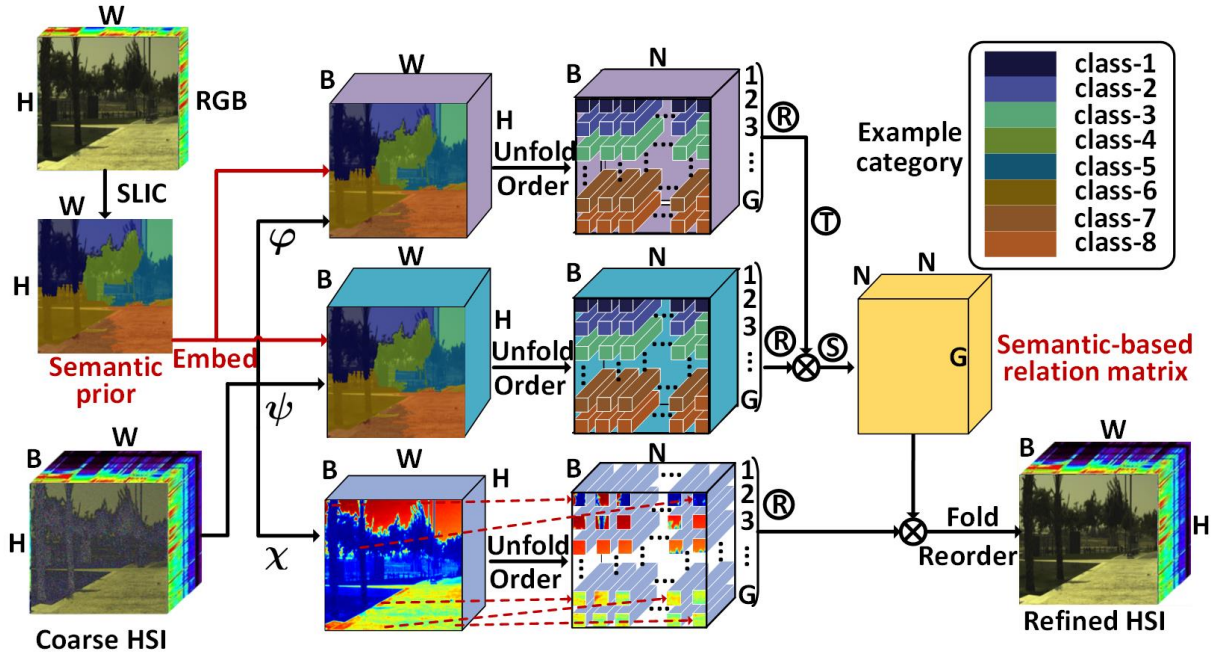 W
H
RGB
SLIC
W
H
Semantic
prior
Embed
B
W
H
Coarse HSI
φ
ψ
χ
B
W
H
Unfold
Order
B
N
1
2
3
⋮
G
Ⓡ
Ⓣ
B
W
H
Unfold
Order
B
N
1
2
3
⋮
G
Ⓡ
⊗
Ⓢ
B
W
H
Unfold
Order
B
N
1
2
3
⋮
G
Ⓡ
Example
category
class-1
class-2
class-3
class-4
class-5
class-6
class-7
class-8
N
N
G
Semantic-based
relation matrix
⊗
Fold
Reorder
B
W
H
Refined HSI